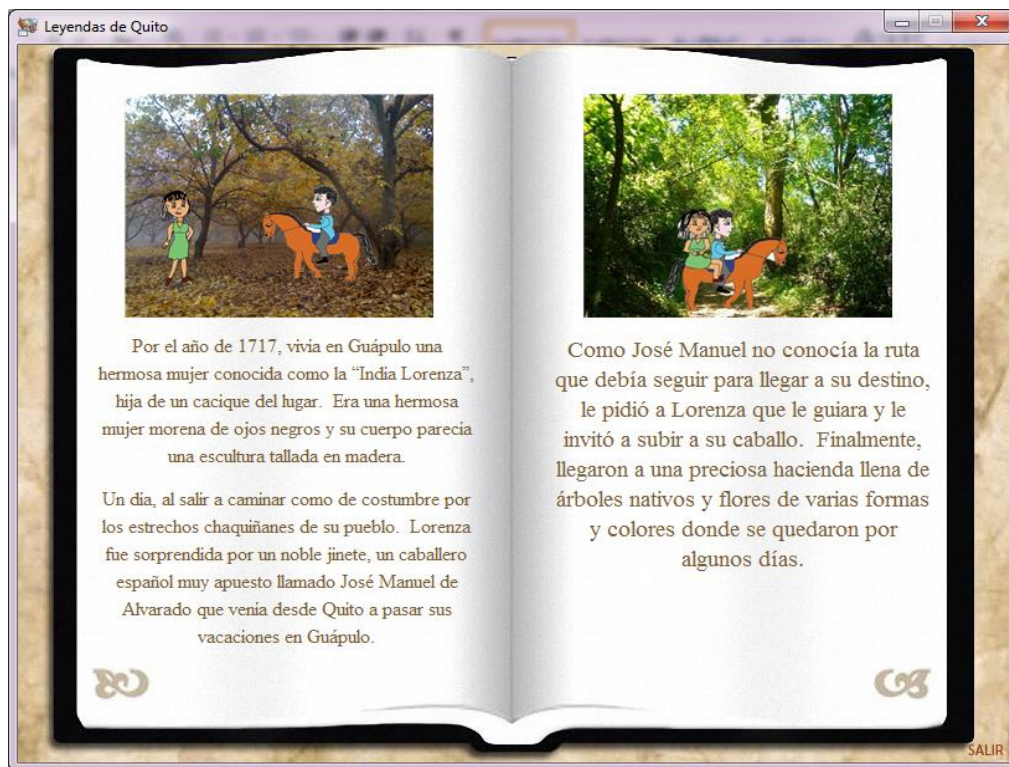 Leyendas de Quito
Por el año de 1717, vivía en Guápulo una
hermosa mujer conocida como la “India Lorenza”,
hija de un cacique del lugar.  Era una hermosa
mujer morena de ojos negros y su cuerpo parecía
una escultura tallada en madera.
Un día, al salir a caminar como de costumbre por
los estrechos chaquiñanes de su pueblo.  Lorenza
fue sorprendida por un noble jinete, un caballero
español muy apuesto llamado José Manuel de
Alvarado que venia desde Quito a pasar sus
vacaciones en Guápulo.
Como José Manuel no conocía la ruta
que debía seguir para llegar a su destino,
le pidió a Lorenza que le guiara y le
invitó a subir a su caballo.  Finalmente,
llegaron a una preciosa hacienda llena de
árboles nativos y flores de varias formas
y colores donde se quedaron por
algunos días.
SALIR